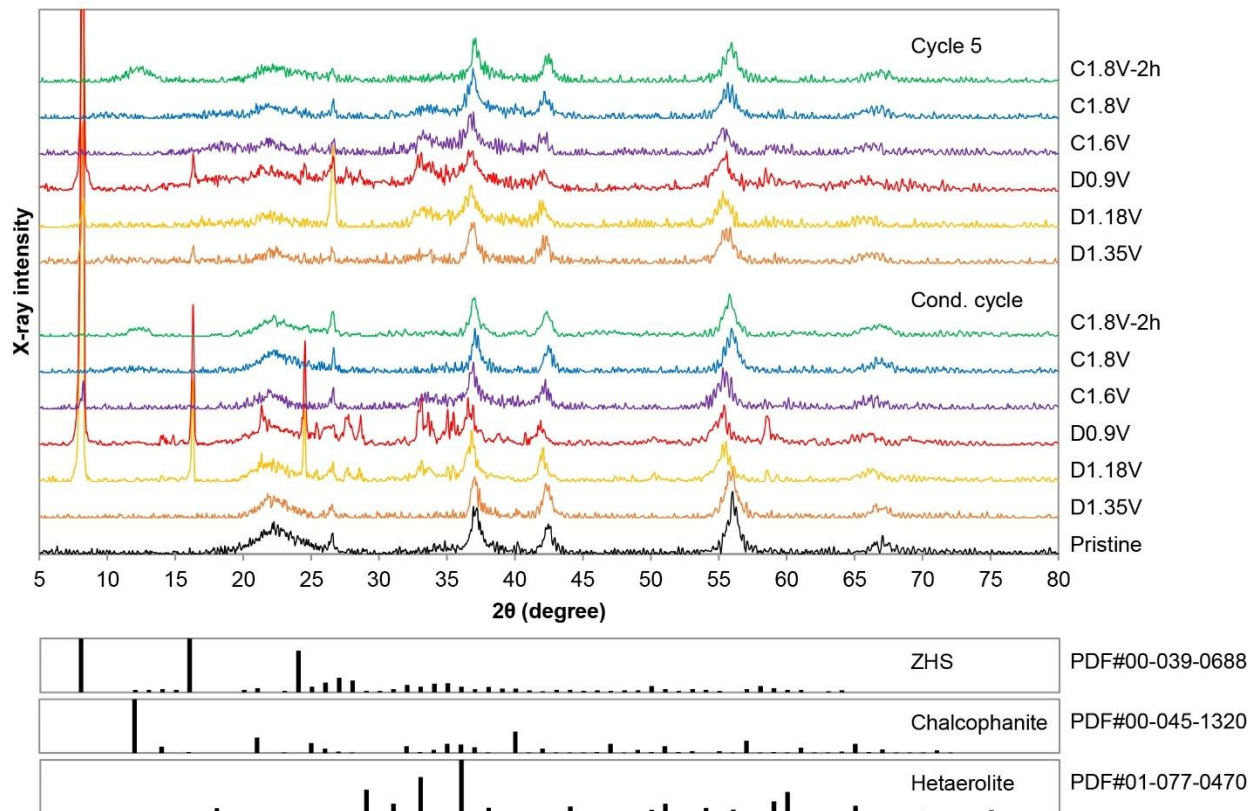 Cycle 5
C1.8V-2h
C1.8V
C1.6V
D0.9V
D1.18V
D1.35V
Cond. cycle
C1.8V-2h
C1.8V
C1.6V
D0.9V
D1.18V
D1.35V
Pristine
X-ray intensity
5 10 15 20 25 30 35 40 45 50 55 60 65 70 75 80
2θ (degree)
ZHS PDF#00-039-0688
Chalcophanite PDF#00-045-1320
Hetaerolite PDF#01-077-0470